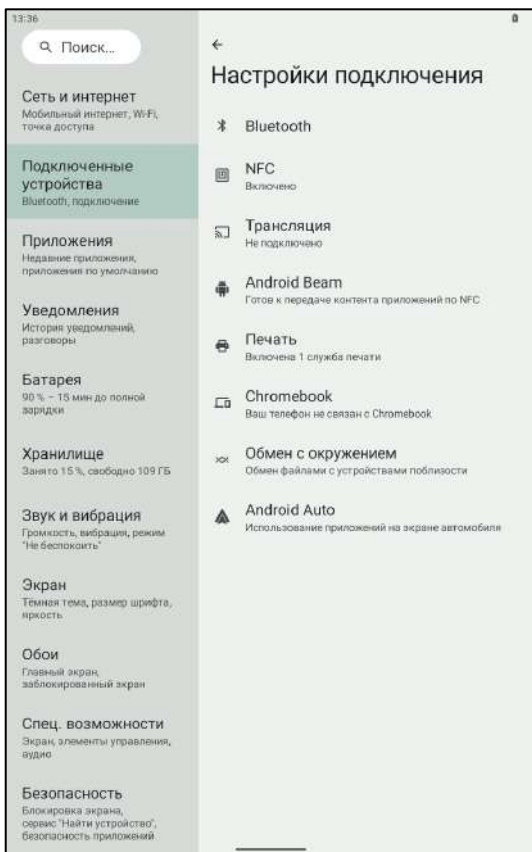 13:36
Поиск...
Сеть и интернет
Мобильный интернет, Wi-Fi,
точка доступа
Подключенные
устройства
Bluetooth, подключение
Приложения
Недавние приложения,
приложения по умолчанию
Уведомления
История уведомлений,
разговоры
Батарея
90 % – 15 мин до полной
зарядки
Хранилище
Занято 15 %, свободно 109 ГБ
Звук и вибрация
Громкость, вибрация, режим
"Не беспокоить"
Экран
Тёмная тема, размер шрифта,
яркость
Обои
Главный экран,
заблокированный экран
Спец. возможности
Экран, элементы управления,
аудио
Безопасность
Блокировка экрана,
сервис "Найти устройство",
безопасность приложений
Настройки подключения
Bluetooth
NFC
Включено
Трансляция
Не подключено
Android Beam
Готов к передаче контента приложений по NFC
Печать
Включена 1 служба печати
Chromebook
Ваш телефон не связан с Chromebook
Обмен с окружением
Обмен файлами с устройствами поблизости
Android Auto
Использование приложений на экране автомобиля